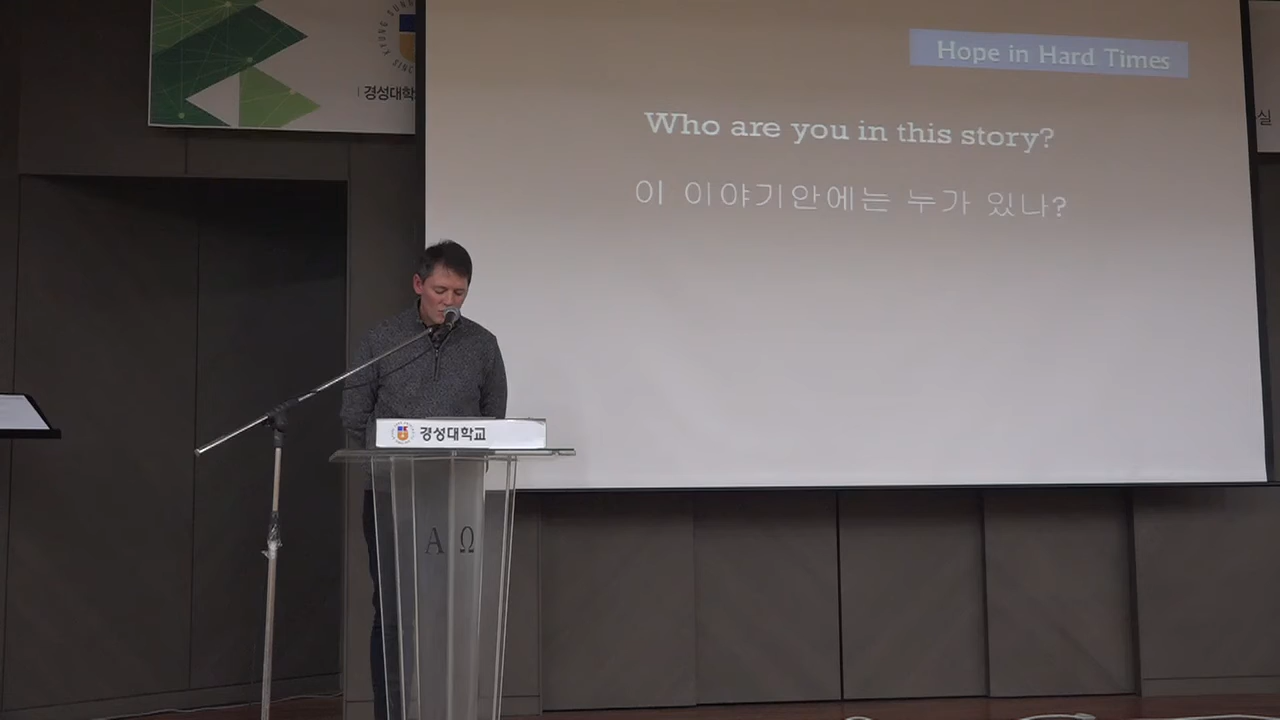 Hope in Hard Times
Who are you in this story?
이 이야기안에는 누가 있나?
경성대학
실
경성대학교
Α Ω